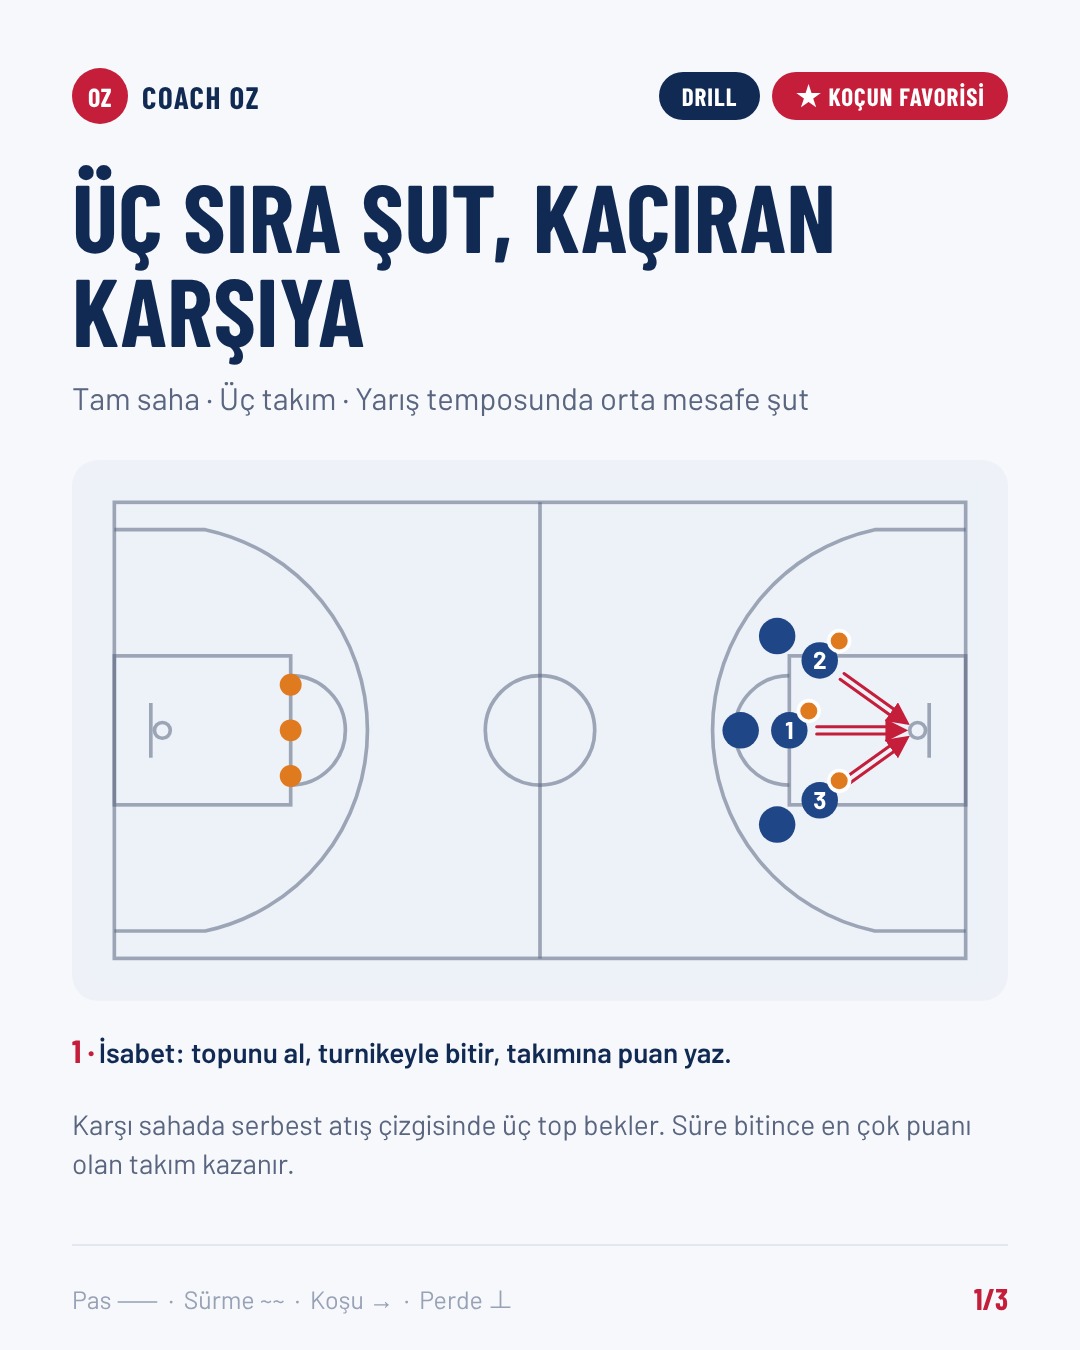 OZ COACH OZ
DRILL ★ KOÇUN FAVORİSİ
ÜÇ SIRA ŞUT, KAÇIRAN
KARŞIYA
Tam saha · Üç takım · Yarış temposunda orta mesafe şut
2
1
3
1 · İsabet: topunu al, turnikeyle bitir, takımına puan yaz.
Karşı sahada serbest atış çizgisinde üç top bekler. Süre bitince en çok puanı
olan takım kazanır.
Pas —— · Sürme ~~ · Koşu → · Perde ⊥
1/3